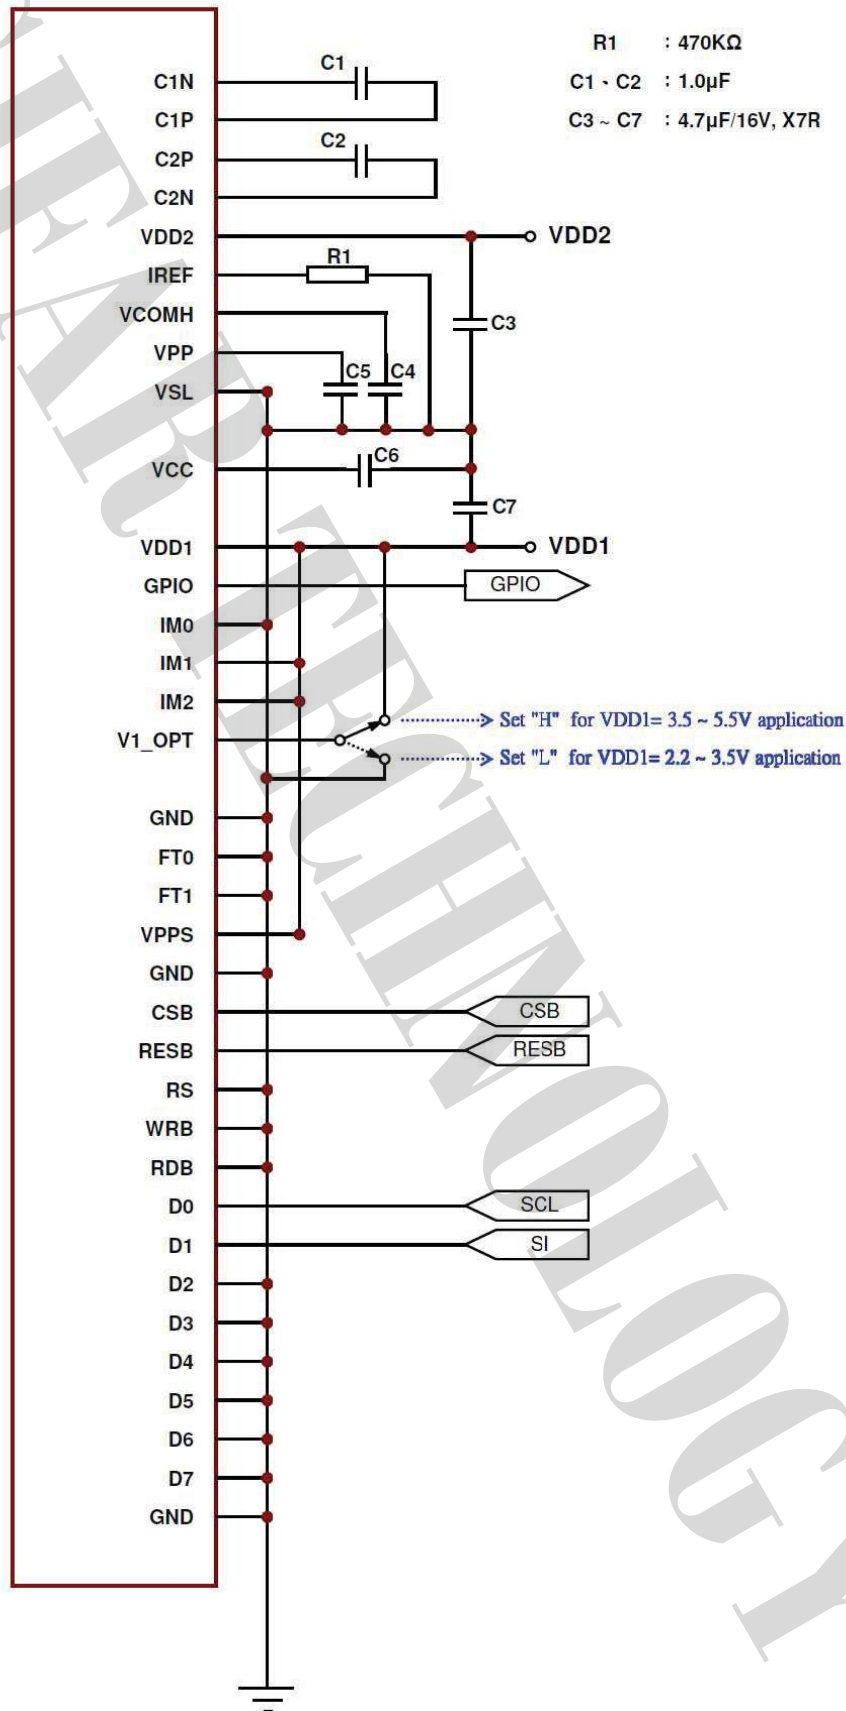 R1 : 470KΩ
C1、C2 : 1.0µF
C3 ~ C7 : 4.7µF/16V, X7R
C1N
C1
C1P
C2P
C2
C2N
VDD2
VDD2
IREF
R1
VCOMH
C3
VPP
C5
C4
VSL
VCC
C6
C7
VDD1
VDD1
GPIO
GPIO
IM0
IM1
IM2
Set "H" for VDD1= 3.5 ~ 5.5V application
V1_OPT
Set "L" for VDD1= 2.2 ~ 3.5V application
GND
FT0
FT1
VPPS
GND
CSB
CSB
RESB
RESB
RS
WRB
RDB
D0
SCL
D1
SI
D2
D3
D4
D5
D6
D7
GND
TECHNOLOGY